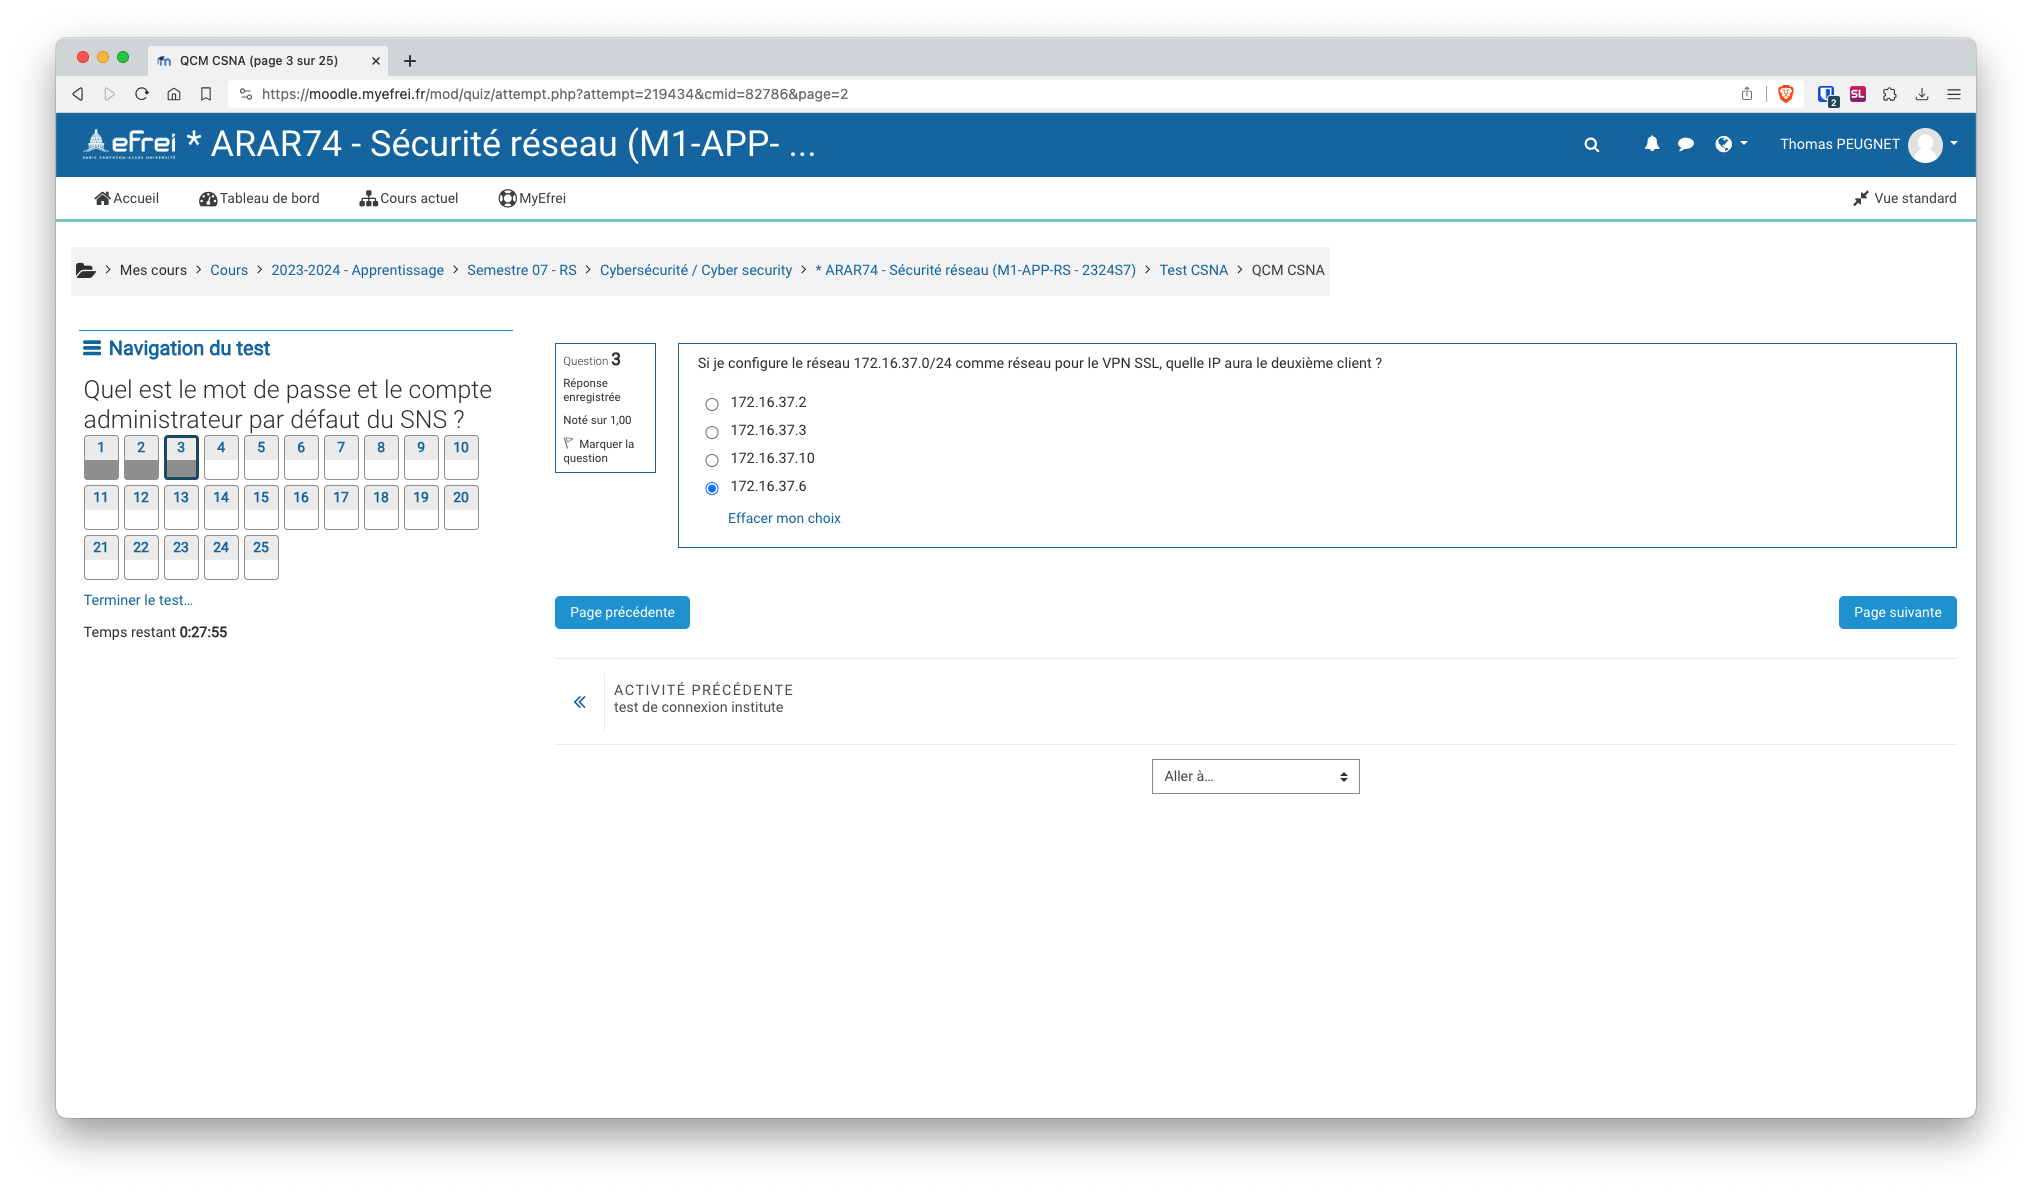 QCM CSNA (page 3 sur 25)
https://moodle.myefrei.fr/mod/quiz/attempt.php?attempt=219434&cmid=82786&page=2
2
SL
efrei
PARIS PANTHÉON-ASSAS UNIVERSITÉ
* ARAR74 - Sécurité réseau (M1-APP- ...
Thomas PEUGNET
Accueil
Tableau de bord
Cours actuel
MyEfrei
Vue standard
Mes cours > Cours > 2023-2024 - Apprentissage > Semestre 07 - RS > Cybersécurité / Cyber security > * ARAR74 - Sécurité réseau (M1-APP-RS - 2324S7) > Test CSNA > QCM CSNA
Navigation du test
Quel est le mot de passe et le compte
administrateur par défaut du SNS ?
1 2 3 4 5 6 7 8 9 10
11 12 13 14 15 16 17 18 19 20
21 22 23 24 25
Terminer le test...
Temps restant 0:27:55
Question 3
Réponse
enregistrée
Noté sur 1,00
Marquer la
question
Si je configure le réseau 172.16.37.0/24 comme réseau pour le VPN SSL, quelle IP aura le deuxième client ?
172.16.37.2
172.16.37.3
172.16.37.10
172.16.37.6
Effacer mon choix
Page précédente
Page suivante
ACTIVITÉ PRÉCÉDENTE
test de connexion institute
Aller à...